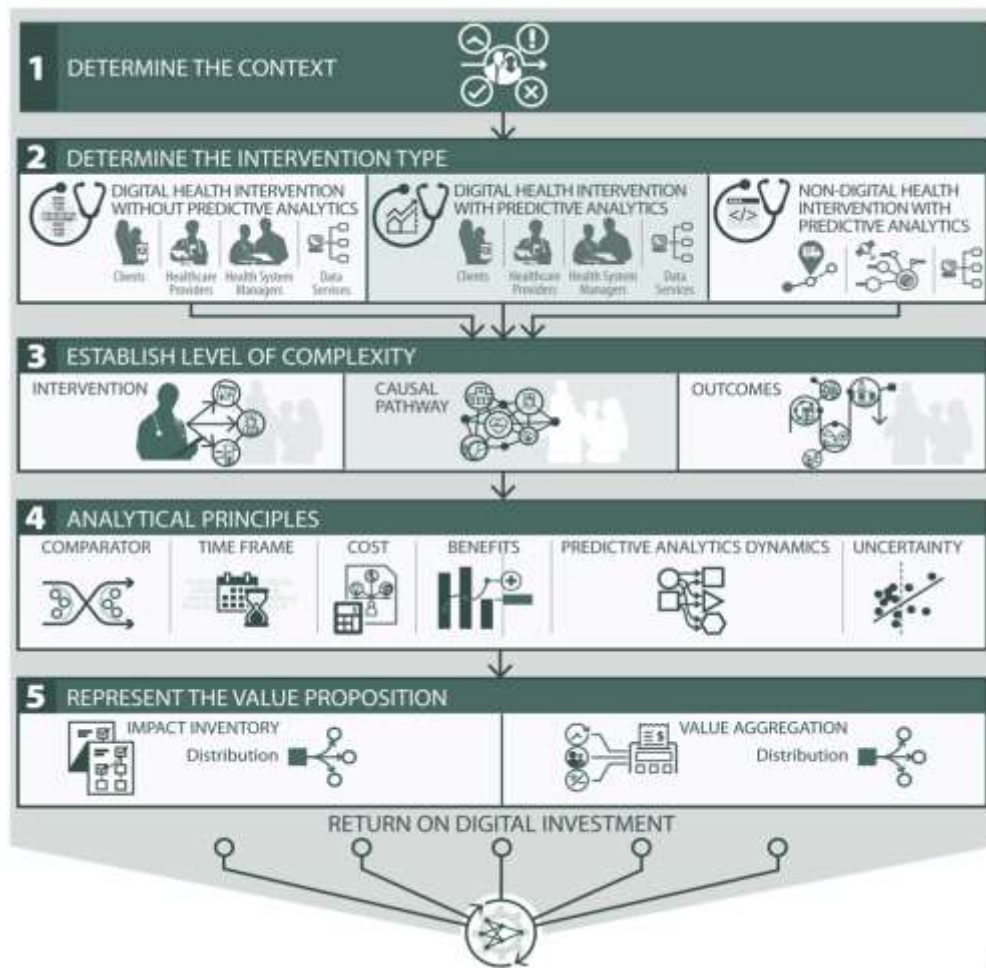 1 DETERMINE THE CONTEXT
2 DETERMINE THE INTERVENTION TYPE
DIGITAL HEALTH INTERVENTION
WITHOUT PREDICTIVE ANALYTICS
Clients
Healthcare
Providers
Health System
Managers
Data
Services
DIGITAL HEALTH INTERVENTION
WITH PREDICTIVE ANALYTICS
Clients
Healthcare
Providers
Health System
Managers
Data
Services
</>
NON-DIGITAL HEALTH
INTERVENTION WITH
PREDICTIVE ANALYTICS
3 ESTABLISH LEVEL OF COMPLEXITY
INTERVENTION
CAUSAL
PATHWAY
OUTCOMES
4 ANALYTICAL PRINCIPLES
COMPARATOR
TIME FRAME
COST
BENEFITS
PREDICTIVE ANALYTICS DYNAMICS
UNCERTAINTY
5 REPRESENT THE VALUE PROPOSITION
IMPACT INVENTORY
Distribution
VALUE AGGREGATION
Distribution
RETURN ON DIGITAL INVESTMENT